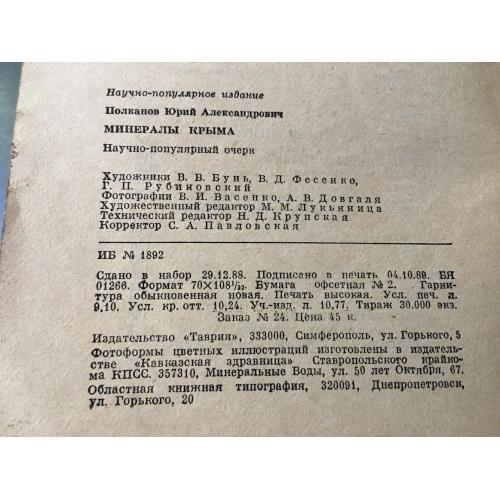 Научно-популярное издание
Полканов Юрий Александрович
МИНЕРАЛЫ КРЫМА
Научно-популярный очерк
Художники В. В. Бунь, В. Д. Фесенко,
Г. П. Рубиновский
Фотографии В. И. Васенко, А. В. Довгаля
Художественный редактор М. М. Лукьяница
Технический редактор Н. Д. Крупская
Корректор С. А. Павловская
ИБ № 1892
Сдано в набор 29.12.88. Подписано в печать 04.10.89. БЯ
01266. Формат 70×108¹/₃₂. Бумага офсетная № 2. Гарни-
тура обыкновенная новая. Печать высокая. Усл. печ. л.
9,10. Усл. кр. отт. 10,24. Уч.-изд. л. 10,77. Тираж 30.000 экз.
Заказ № 24. Цена 45 к.
Издательство «Таврия», 333000, Симферополь, ул. Горького, 5
Фотоформы цветных иллюстраций изготовлены в издатель-
стве «Кавказская здравница» Ставропольского крайко-
ма КПСС. 357310, Минеральные Воды, ул. 50 лет Октября, 67.
Областная книжная типография, 320091, Днепропетровск,
ул. Горького, 20